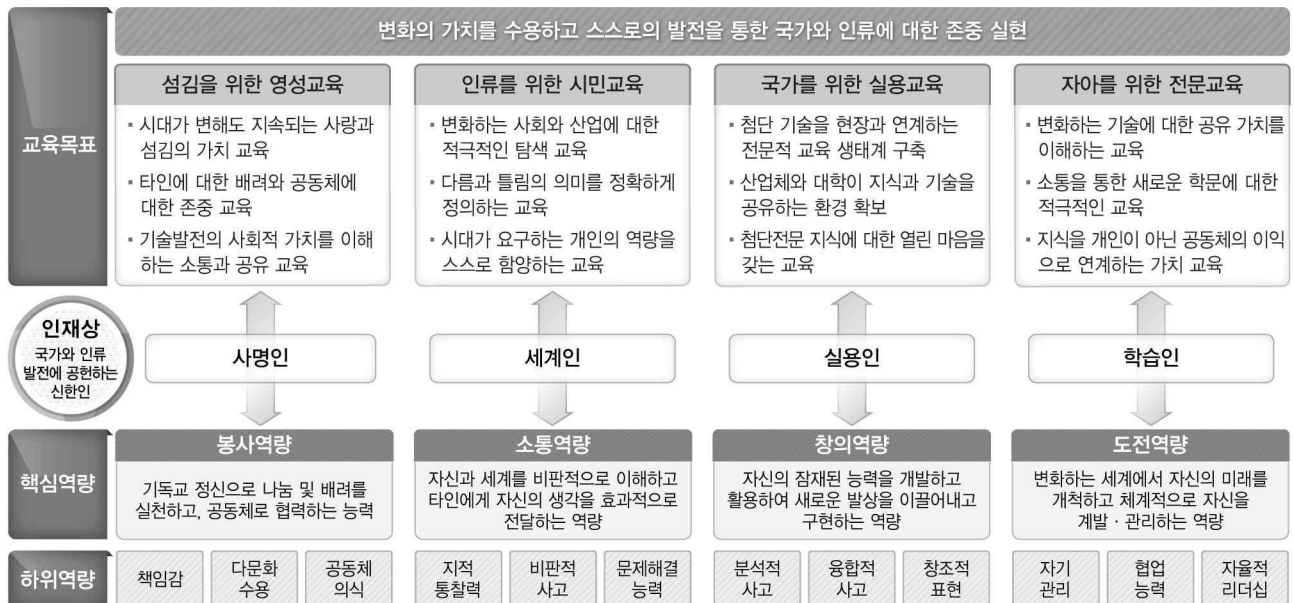 변화의 가치를 수용하고 스스로의 발전을 통한 국가와 인류에 대한 존중 실현
교육목표
섬김을 위한 영성교육
· 시대가 변해도 지속되는 사랑과
섬김의 가치 교육
· 타인에 대한 배려와 공동체에
대한 존중 교육
· 기술발전의 사회적 가치를 이해
하는 소통과 공유 교육
인류를 위한 시민교육
· 변화하는 사회와 산업에 대한
적극적인 탐색 교육
· 다름과 틀림의 의미를 정확하게
정의하는 교육
· 시대가 요구하는 개인의 역량을
스스로 함양하는 교육
국가를 위한 실용교육
· 첨단 기술을 현장과 연계하는
전문적 교육 생태계 구축
· 산업체와 대학이 지식과 기술을
공유하는 환경 확보
· 첨단전문 지식에 대한 열린 마음을
갖는 교육
자아를 위한 전문교육
· 변화하는 기술에 대한 공유 가치를
이해하는 교육
· 소통을 통한 새로운 학문에 대한
적극적인 교육
· 지식을 개인이 아닌 공동체의 이익
으로 연계하는 가치 교육
인재상
국가와 인류
발전에 공헌하는
신한인
사명인
세계인
실용인
학습인
핵심역량
봉사역량
기독교 정신으로 나눔 및 배려를
실천하고, 공동체로 협력하는 능력
소통역량
자신과 세계를 비판적으로 이해하고
타인에게 자신의 생각을 효과적으로
전달하는 역량
창의역량
자신의 잠재된 능력을 개발하고
활용하여 새로운 발상을 이끌어내고
구현하는 역량
도전역량
변화하는 세계에서 자신의 미래를
개척하고 체계적으로 자신을
계발 · 관리하는 역량
하위역량
책임감
다문화
수용
공동체
의식
지적
통찰력
비판적
사고
문제해결
능력
분석적
사고
융합적
사고
창조적
표현
자기
관리
협업
능력
자율적
리더십